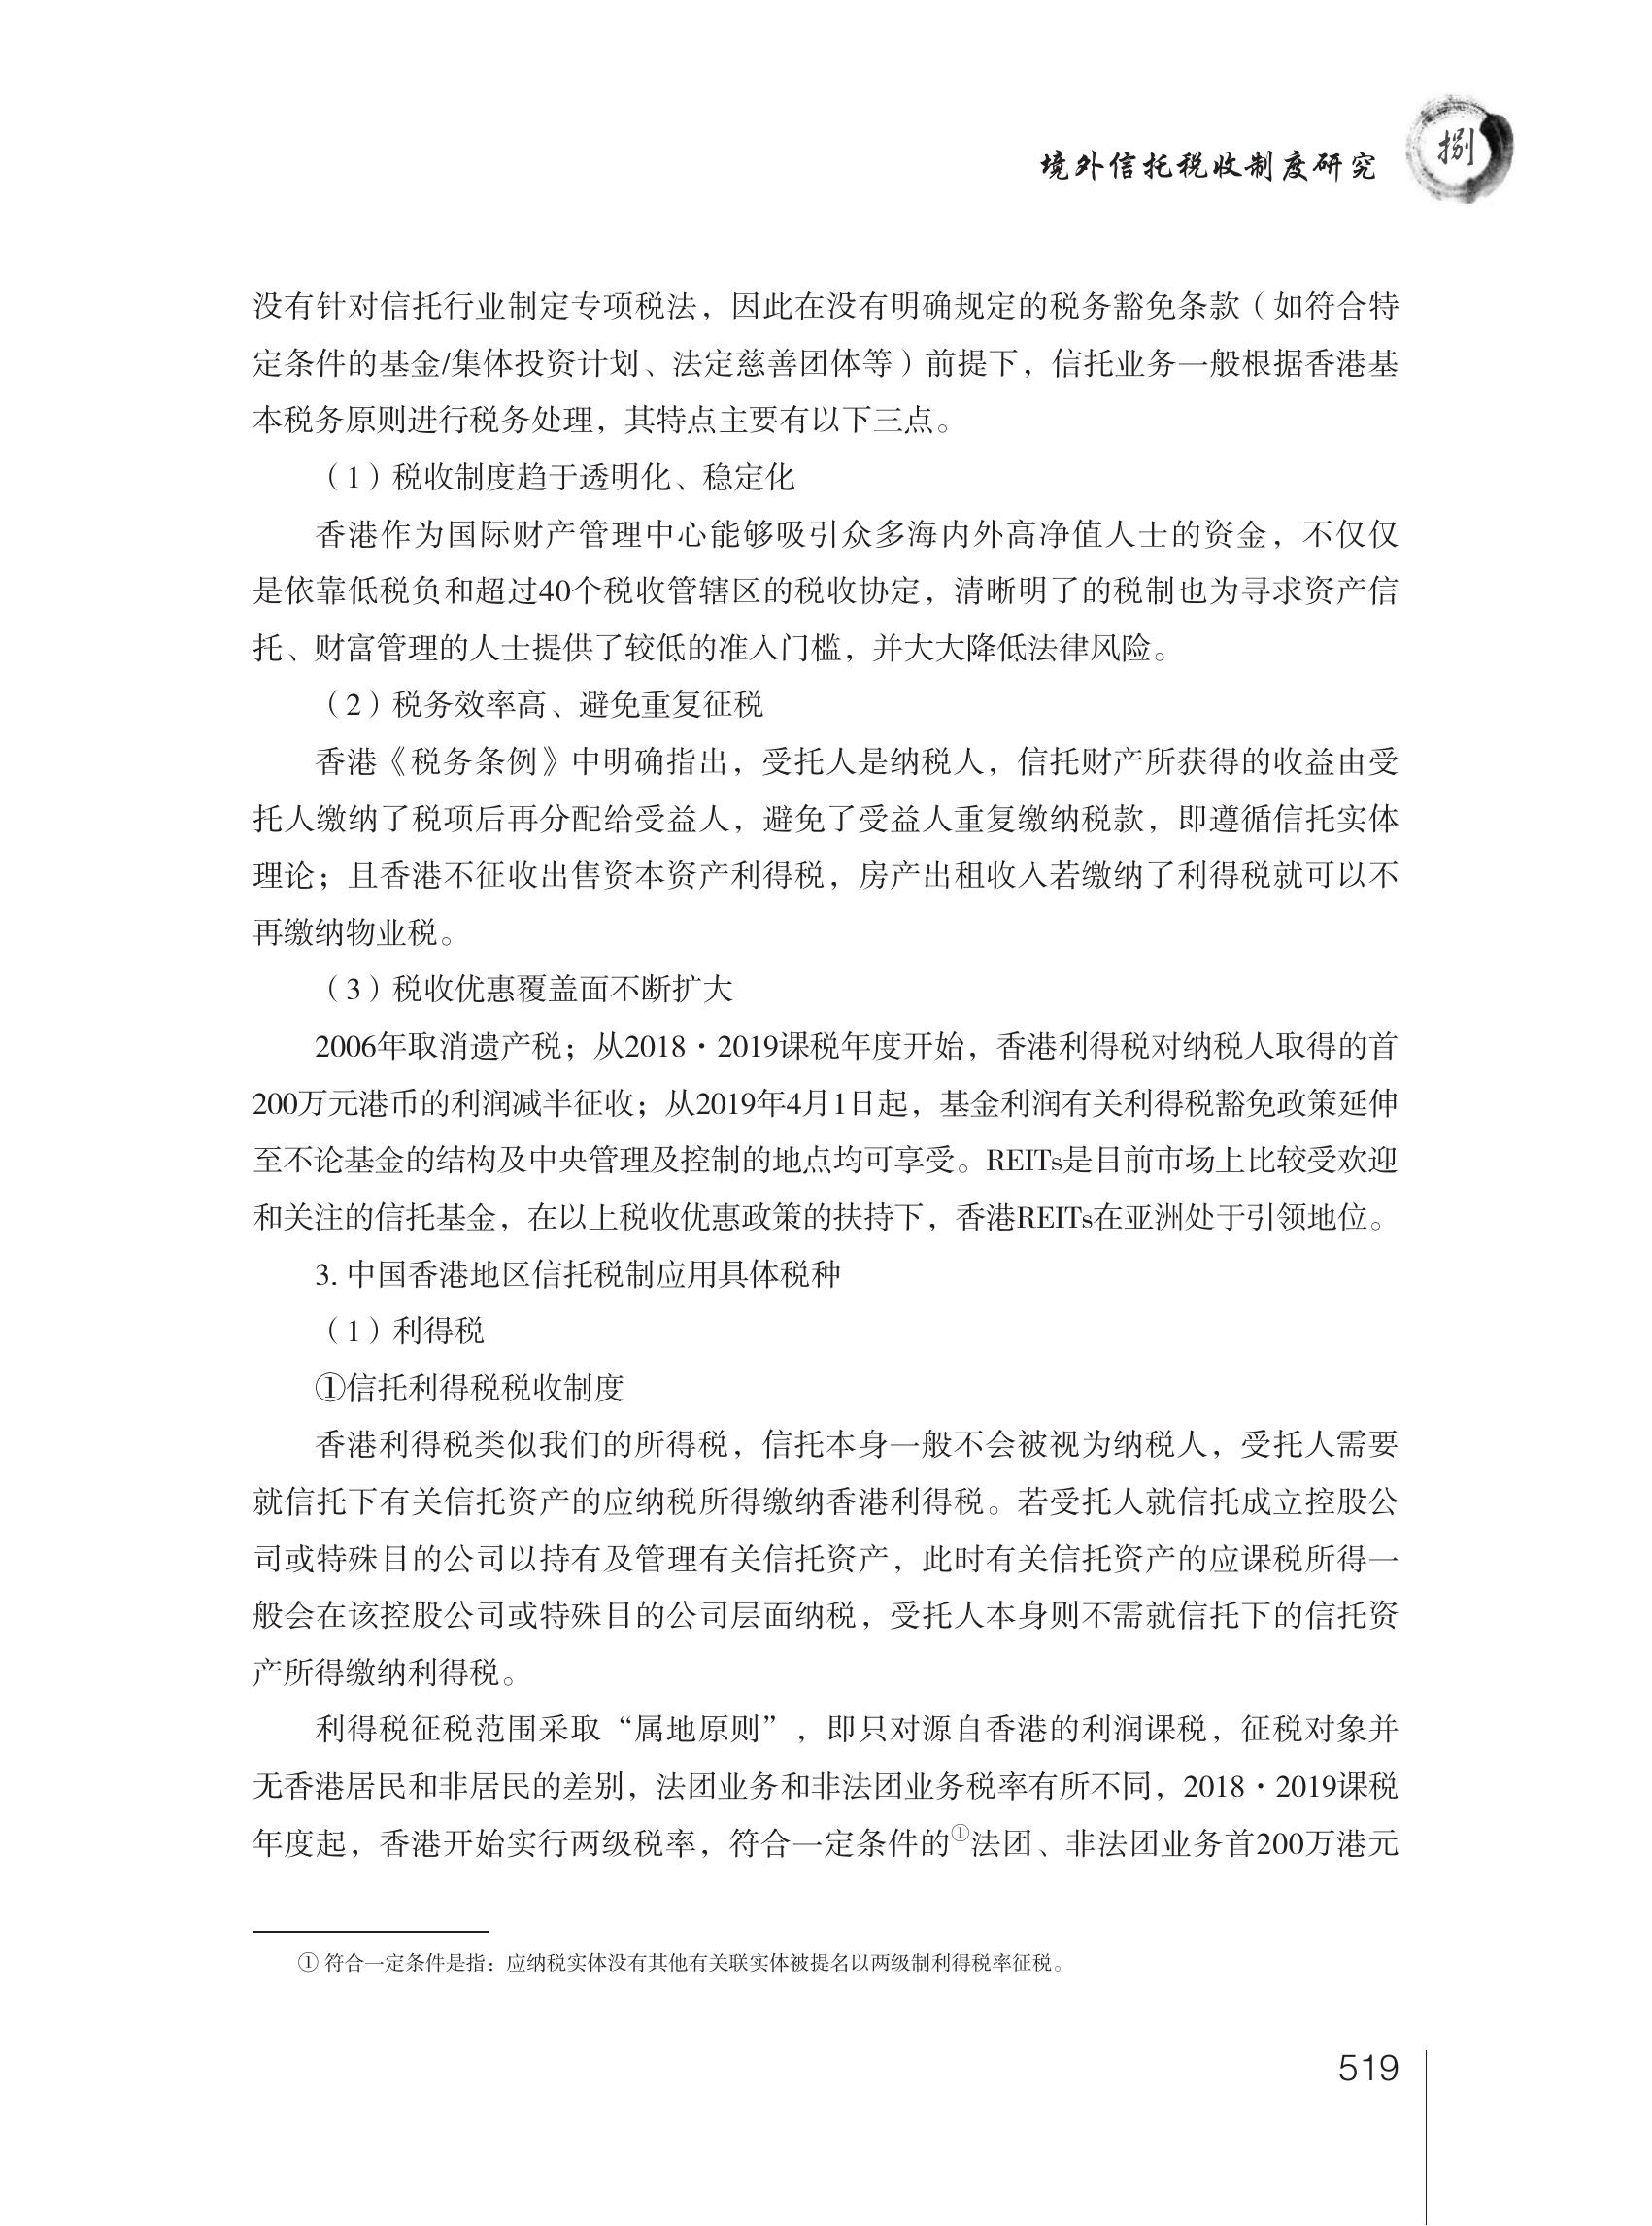 境外信托税收制度研究
捌
没有针对信托行业制定专项税法，因此在没有明确规定的税务豁免条款（如符合特
定条件的基金/集体投资计划、法定慈善团体等）前提下，信托业务一般根据香港基
本税务原则进行税务处理，其特点主要有以下三点。
（1）税收制度趋于透明化、稳定化
香港作为国际财产管理中心能够吸引众多海内外高净值人士的资金，不仅仅
是依靠低税负和超过40个税收管辖区的税收协定，清晰明了的税制也为寻求资产信
托、财富管理的人士提供了较低的准入门槛，并大大降低法律风险。
（2）税务效率高、避免重复征税
香港《税务条例》中明确指出，受托人是纳税人，信托财产所获得的收益由受
托人缴纳了税项后再分配给受益人，避免了受益人重复缴纳税款，即遵循信托实体
理论；且香港不征收出售资本资产利得税，房产出租收入若缴纳了利得税就可以不
再缴纳物业税。
（3）税收优惠覆盖面不断扩大
2006年取消遗产税；从2018·2019课税年度开始，香港利得税对纳税人取得的首
200万元港币的利润减半征收；从2019年4月1日起，基金利润有关利得税豁免政策延伸
至不论基金的结构及中央管理及控制的地点均可享受。REITs是目前市场上比较受欢迎
和关注的信托基金，在以上税收优惠政策的扶持下，香港REITs在亚洲处于引领地位。
3. 中国香港地区信托税制应用具体税种
（1）利得税
①信托利得税税收制度
香港利得税类似我们的所得税，信托本身一般不会被视为纳税人，受托人需要
就信托下有关信托资产的应纳税所得缴纳香港利得税。若受托人就信托成立控股公
司或特殊目的公司以持有及管理有关信托资产，此时有关信托资产的应课税所得一
般会在该控股公司或特殊目的公司层面纳税，受托人本身则不需就信托下的信托资
产所得缴纳利得税。
利得税征税范围采取“属地原则”，即只对源自香港的利润课税，征税对象并
无香港居民和非居民的差别，法团业务和非法团业务税率有所不同，2018·2019课税
年度起，香港开始实行两级税率，符合一定条件的①法团、非法团业务首200万港元
① 符合一定条件是指：应纳税实体没有其他有关联实体被提名以两级制利得税率征税。
519